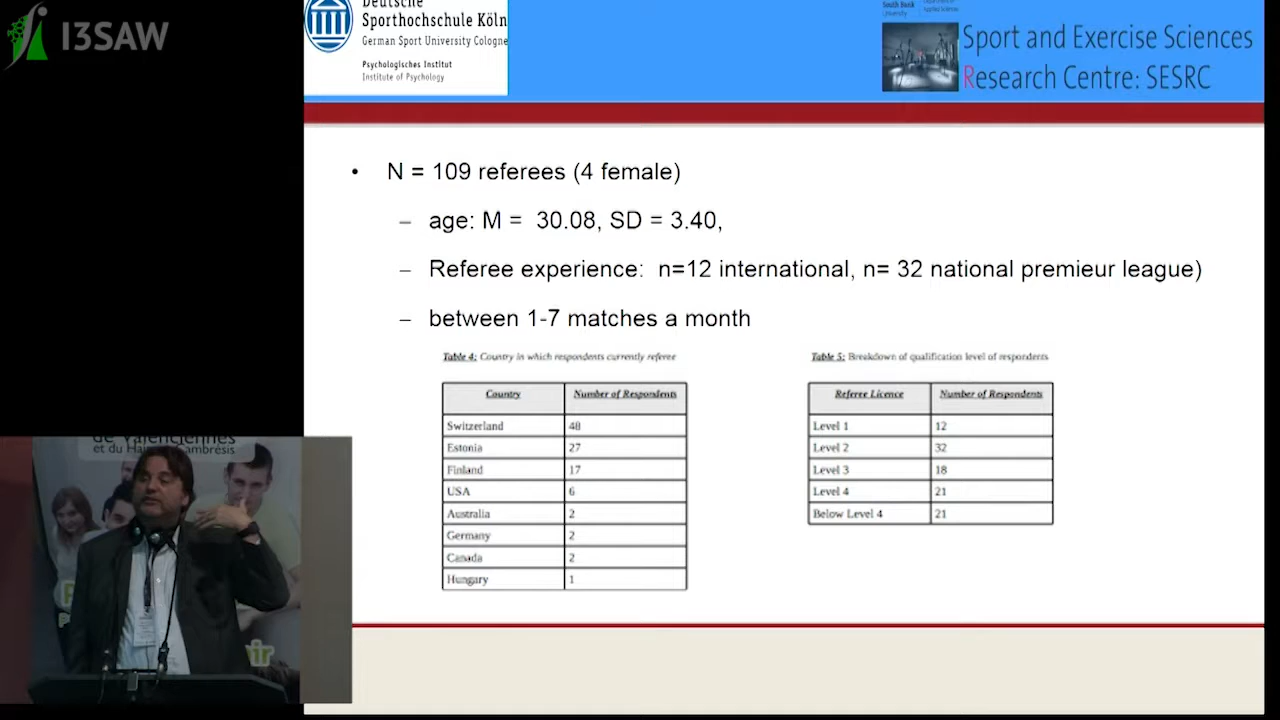 I3SAW
Deutsche
Sporthochschule Köln
German Sport University Cologne
Psychologisches Institut
Institute of Psychology
South Bank
University
Sport and Exercise Sciences
Research Centre: SESRC
• N = 109 referees (4 female)
– age: M = 30.08, SD = 3.40,
– Referee experience: n=12 international, n= 32 national premieur league)
– between 1-7 matches a month
Table 4: Country in which respondents currently referee
Country Number of Respondents
Switzerland 48
Estonia 27
Finland 17
USA 6
Australia 2
Germany 2
Canada 2
Hungary 1
Table 5: Breakdown of qualification level of respondents
Referee Licence Number of Respondents
Level 1 12
Level 2 32
Level 3 18
Level 4 21
Below Level 4 21
de Valenciennes
et du Hainaut Cambrésis